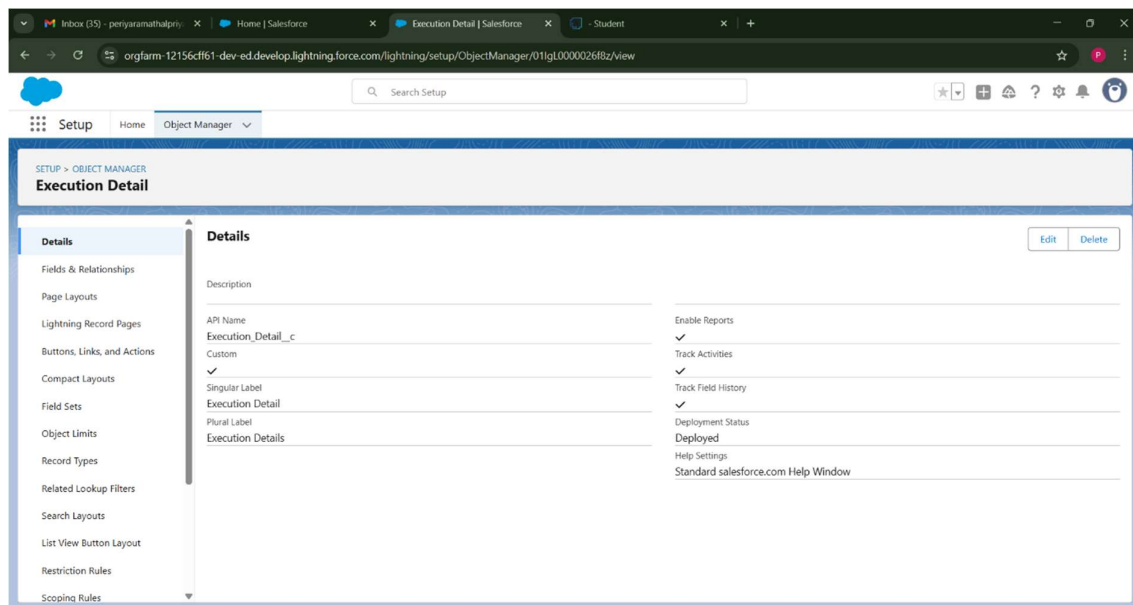 Inbox (35) - periyaramathalpriy
Home | Salesforce
Execution Detail | Salesforce
- Student
orgfarm-12156cff61-dev-ed.develop.lightning.force.com/lightning/setup/ObjectManager/01IgL0000026f8z/view
P
Search Setup
Setup
Home
Object Manager
SETUP > OBJECT MANAGER
Execution Detail
Details
Fields & Relationships
Page Layouts
Lightning Record Pages
Buttons, Links, and Actions
Compact Layouts
Field Sets
Object Limits
Record Types
Related Lookup Filters
Search Layouts
List View Button Layout
Restriction Rules
Scoping Rules
Details
Edit
Delete
Description
API Name
Execution_Detail__c
Custom
Singular Label
Execution Detail
Plural Label
Execution Details
Enable Reports
Track Activities
Track Field History
Deployment Status
Deployed
Help Settings
Standard salesforce.com Help Window